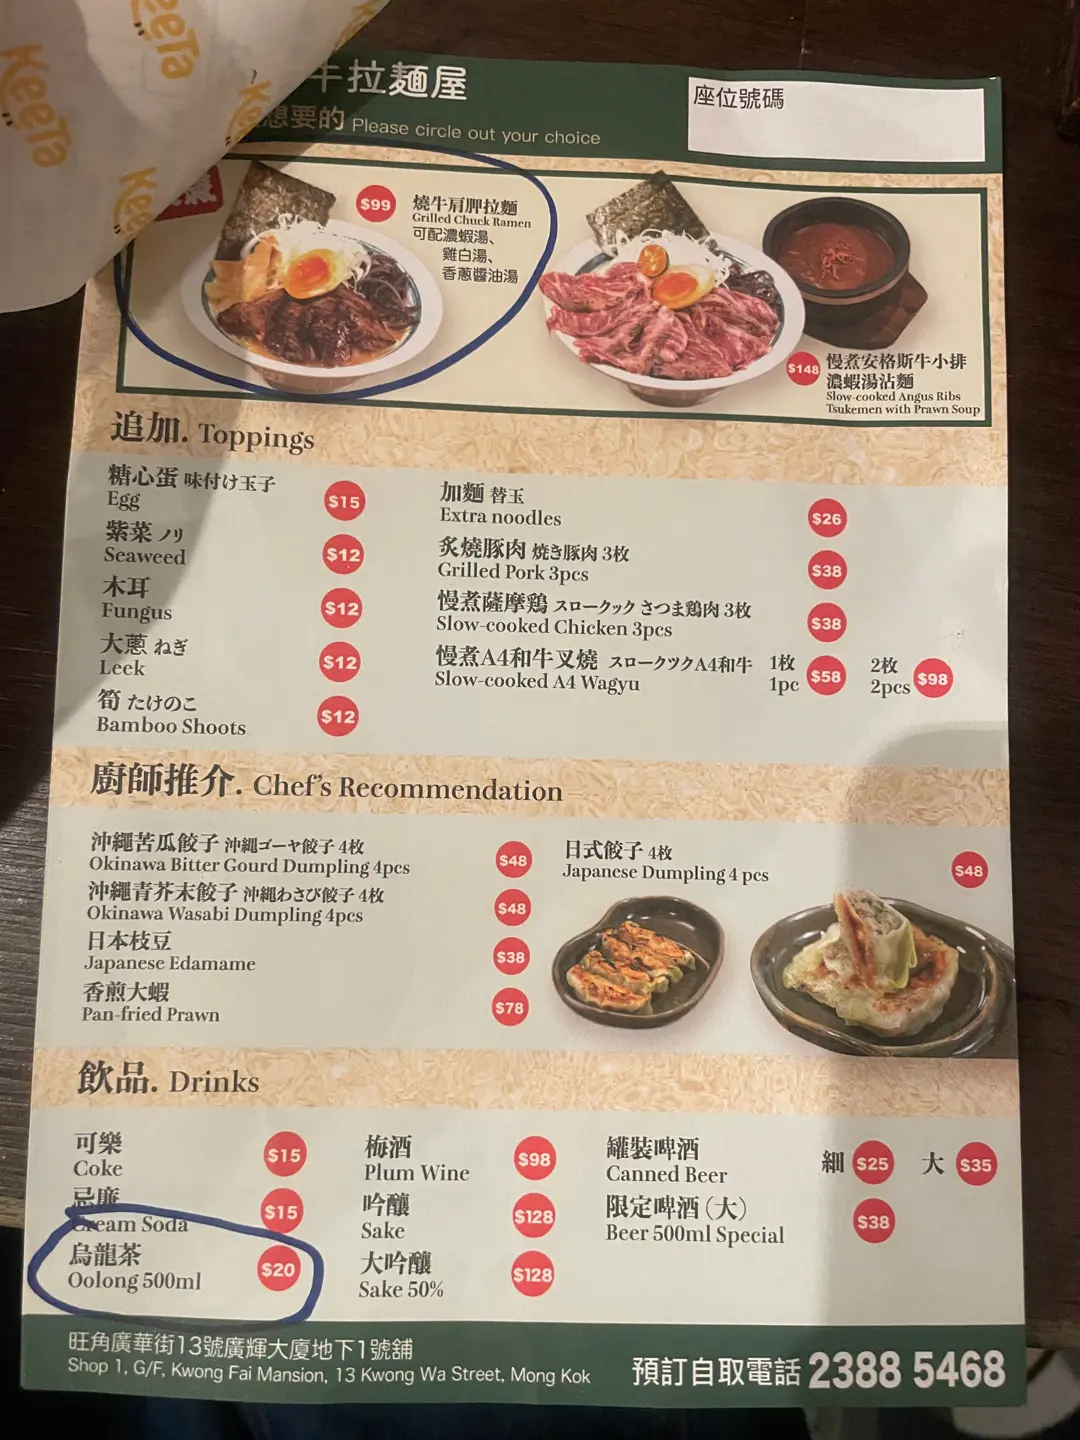 KeeTa
KeeTa
牛拉麵屋
想要的 Please circle out your choice
座位號碼
$99
燒牛肩胛拉麵
Grilled Chuck Ramen
可配濃蝦湯、
雞白湯、
香蔥醬油湯
$148
慢煮安格斯牛小排
濃蝦湯沾麵
Slow-cooked Angus Ribs
Tsukemen with Prawn Soup
追加. Toppings
糖心蛋 味付け玉子
Egg
$15
紫菜 ノリ
Seaweed
$12
木耳
Fungus
$12
大蔥 ねぎ
Leek
$12
筍 たけのこ
Bamboo Shoots
$12
加麵 替玉
Extra noodles
$26
炙燒豚肉 焼き豚肉 3枚
Grilled Pork 3pcs
$38
慢煮薩摩鶏 スロークック さつま鶏肉 3枚
Slow-cooked Chicken 3pcs
$38
慢煮A4和牛叉燒 スロークツクA4和牛
Slow-cooked A4 Wagyu
1枚
1pc
$58
2枚
2pcs
$98
廚師推介. Chef's Recommendation
沖繩苦瓜餃子 沖繩ゴーヤ餃子 4枚
Okinawa Bitter Gourd Dumpling 4pcs
$48
沖繩青芥末餃子 沖繩わさび餃子 4枚
Okinawa Wasabi Dumpling 4pcs
$48
日本枝豆
Japanese Edamame
$38
香煎大蝦
Pan-fried Prawn
$78
日式餃子 4枚
Japanese Dumpling 4 pcs
$48
飲品. Drinks
可樂
Coke
$15
忌廉
Cream Soda
$15
烏龍茶
Oolong 500ml
$20
梅酒
Plum Wine
$98
吟釀
Sake
$128
大吟釀
Sake 50%
$128
罐裝啤酒
Canned Beer
細 $25 大 $35
限定啤酒（大）
Beer 500ml Special
$38
旺角廣華街13號廣輝大廈地下1號舖
Shop 1, G/F, Kwong Fai Mansion, 13 Kwong Wa Street, Mong Kok
預訂自取電話 2388 5468